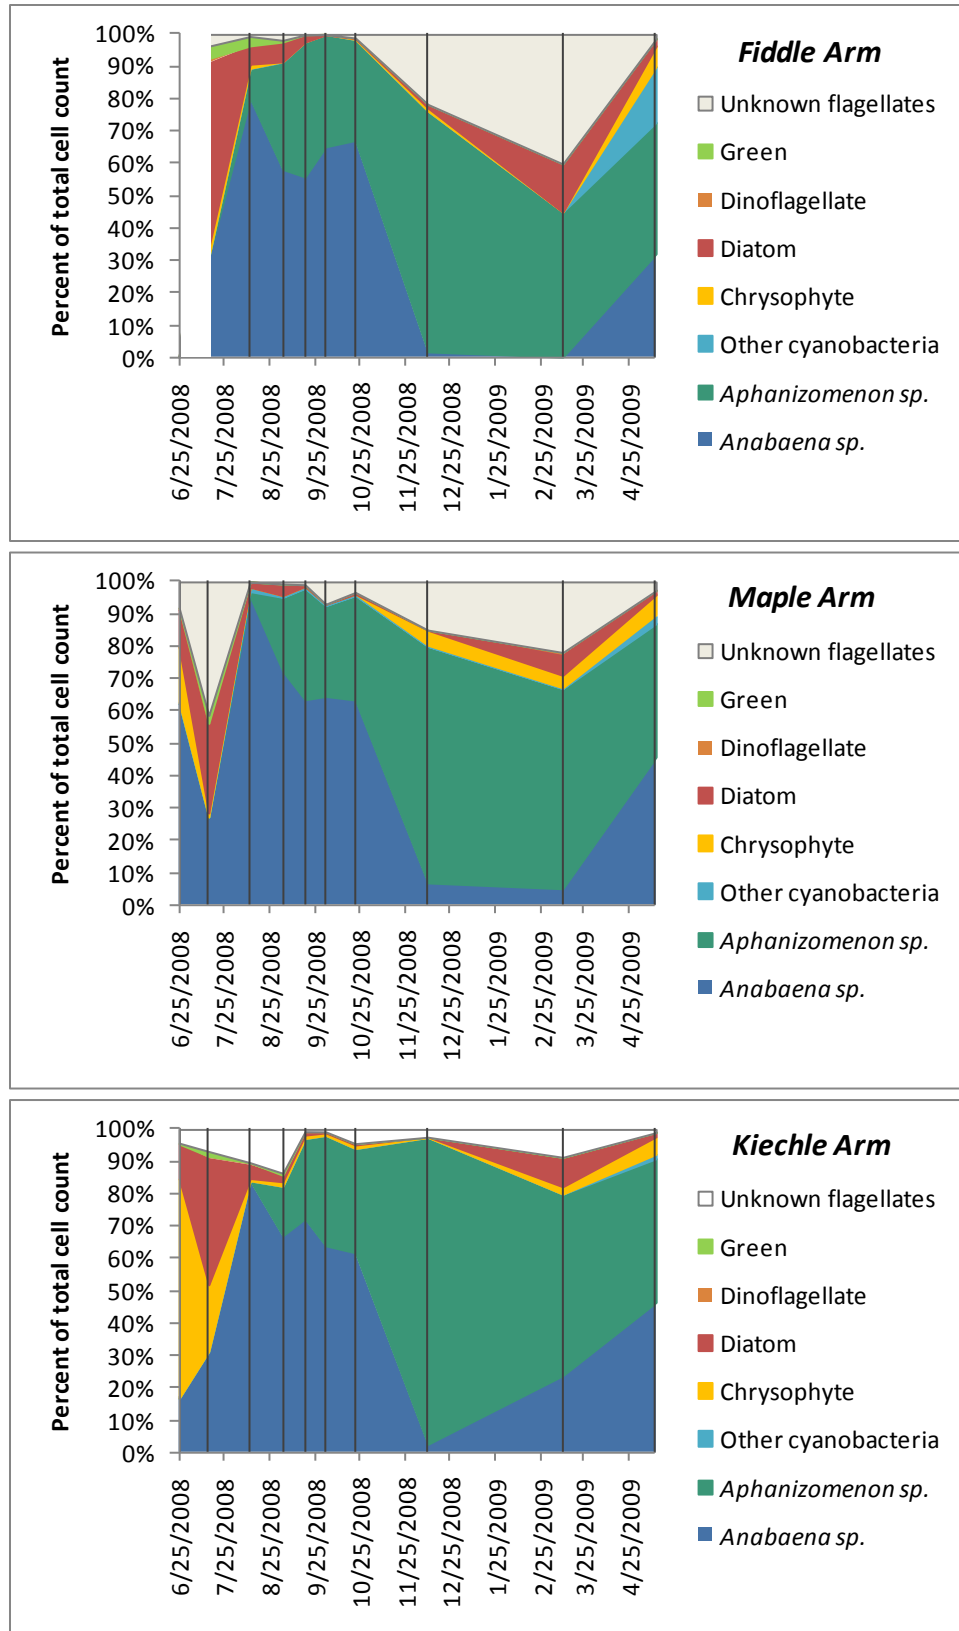 Fiddle Arm
Percent of total cell count
100%
90%
80%
70%
60%
50%
40%
30%
20%
10%
0%
6/25/2008
7/25/2008
8/25/2008
9/25/2008
10/25/2008
11/25/2008
12/25/2008
1/25/2009
2/25/2009
3/25/2009
4/25/2009
Unknown flagellates
Green
Dinoflagellate
Diatom
Chrysophyte
Other cyanobacteria
Aphanizomenon sp.
Anabaena sp.
Maple Arm
Percent of total cell count
100%
90%
80%
70%
60%
50%
40%
30%
20%
10%
0%
6/25/2008
7/25/2008
8/25/2008
9/25/2008
10/25/2008
11/25/2008
12/25/2008
1/25/2009
2/25/2009
3/25/2009
4/25/2009
Unknown flagellates
Green
Dinoflagellate
Diatom
Chrysophyte
Other cyanobacteria
Aphanizomenon sp.
Anabaena sp.
Kiechle Arm
Percent of total cell count
100%
90%
80%
70%
60%
50%
40%
30%
20%
10%
0%
6/25/2008
7/25/2008
8/25/2008
9/25/2008
10/25/2008
11/25/2008
12/25/2008
1/25/2009
2/25/2009
3/25/2009
4/25/2009
Unknown flagellates
Green
Dinoflagellate
Diatom
Chrysophyte
Other cyanobacteria
Aphanizomenon sp.
Anabaena sp.